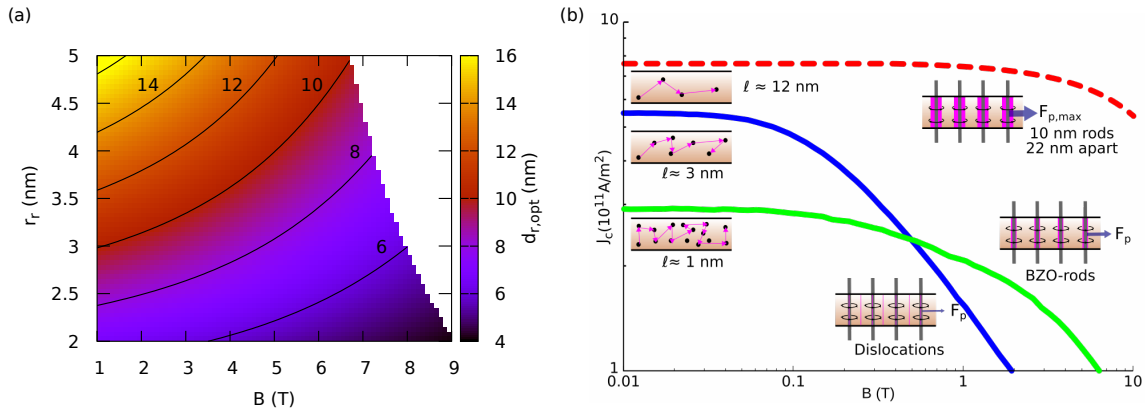 (a)
5
4.5
4
3.5
3
2.5
2
r_r (nm)
14
12
10
8
6
1 2 3 4 5 6 7 8 9
B (T)
16
14
12
10
8
6
4
d_r,opt (nm)
(b)
10
1
J_c(10^11A/m^2)
ℓ ≈ 12 nm
ℓ≈ 3 nm
ℓ≈ 1 nm
F_p,max
10 nm rods
22 nm apart
F_p
BZO-rods
F_p
Dislocations
0.01 0.1 1 10
B (T)